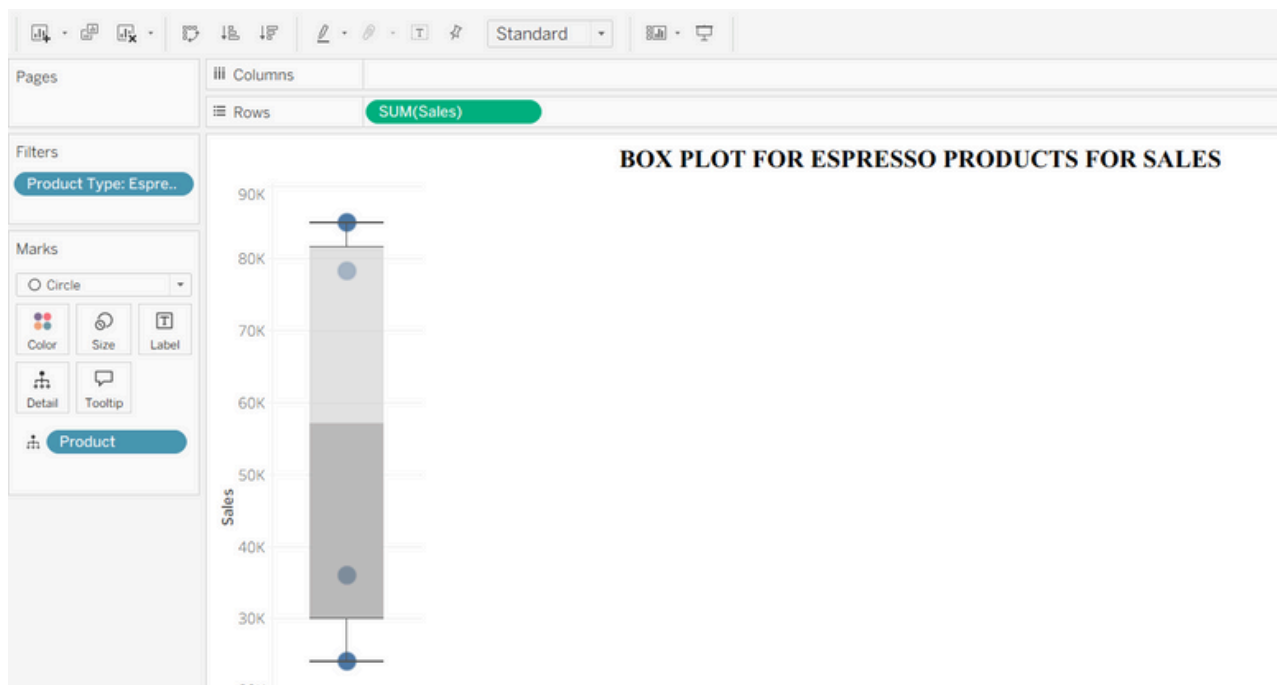 Standard
Pages
Columns
Rows
SUM(Sales)
Filters
Product Type: Espre..
BOX PLOT FOR ESPRESSO PRODUCTS FOR SALES
Marks
Circle
Color
Size
Label
Detail
Tooltip
Product
90K
80K
70K
60K
50K
40K
30K
Sales